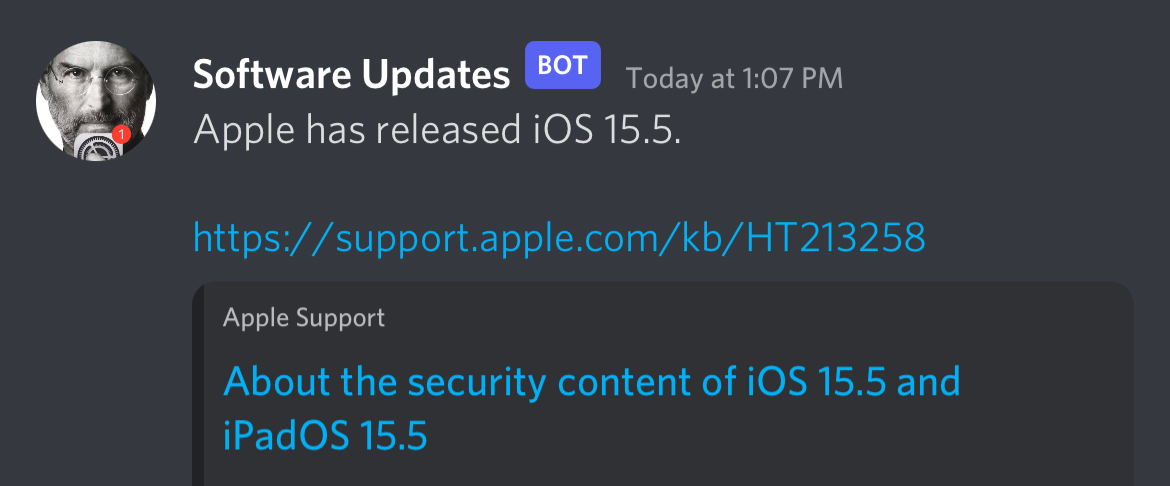 Software Updates BOT Today at 1:07 PM
1
Apple has released iOS 15.5.
https://support.apple.com/kb/HT213258
Apple Support
About the security content of iOS 15.5 and
iPadOS 15.5